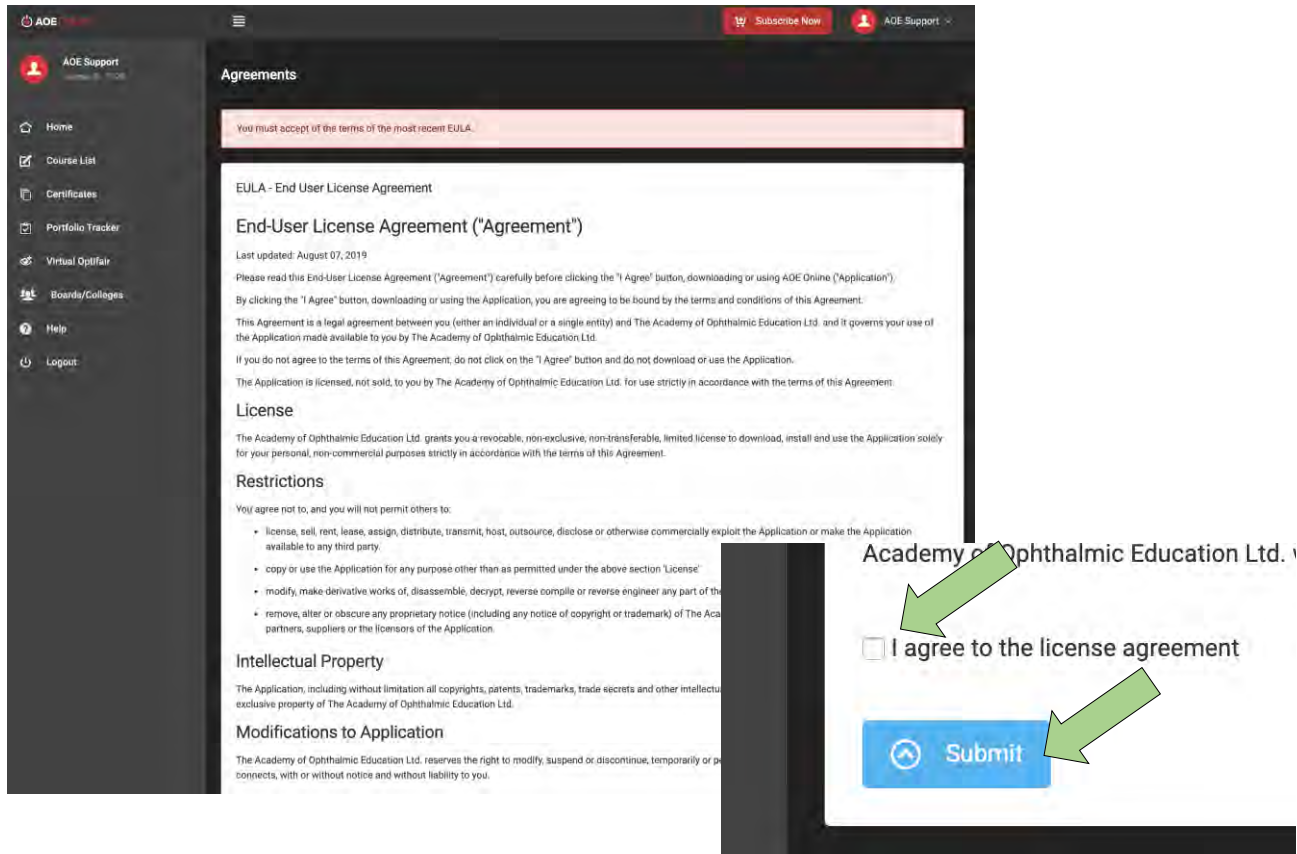 AOE
Subscribe Now
AOE Support
AOE Support
Home
Course List
Certificates
Portfolio Tracker
Virtual Optifair
Boards/Colleges
Help
Logout
Agreements
You must accept of the terms of the most recent EULA.
EULA - End User License Agreement
End-User License Agreement ("Agreement")
Last updated: August 07, 2019
Please read this End-User License Agreement ("Agreement") carefully before clicking the "I Agree" button, downloading or using AOE Online ("Application").
By clicking the "I Agree" button, downloading or using the Application, you are agreeing to be bound by the terms and conditions of this Agreement.
This Agreement is a legal agreement between you (either an individual or a single entity) and The Academy of Ophthalmic Education Ltd. and it governs your use of
the Application made available to you by The Academy of Ophthalmic Education Ltd.
If you do not agree to the terms of this Agreement, do not click on the "I Agree" button and do not download or use the Application.
The Application is licensed, not sold, to you by The Academy of Ophthalmic Education Ltd. for use strictly in accordance with the terms of this Agreement.
License
The Academy of Ophthalmic Education Ltd. grants you a revocable, non-exclusive, non-transferable, limited license to download, install and use the Application solely
for your personal, non-commercial purposes strictly in accordance with the terms of this Agreement.
Restrictions
You agree not to, and you will not permit others to:
• license, sell, rent, lease, assign, distribute, transmit, host, outsource, disclose or otherwise commercially exploit the Application or make the Application
available to any third party.
• copy or use the Application for any purpose other than as permitted under the above section 'License'
• modify, make derivative works of, disassemble, decrypt, reverse compile or reverse engineer any part of the
• remove, alter or obscure any proprietary notice (including any notice of copyright or trademark) of The Aca
partners, suppliers or the licensors of the Application.
Intellectual Property
The Application, including without limitation all copyrights, patents, trademarks, trade secrets and other intellectu
exclusive property of The Academy of Ophthalmic Education Ltd.
Modifications to Application
The Academy of Ophthalmic Education Ltd. reserves the right to modify, suspend or discontinue, temporarily or pe
connects, with or without notice and without liability to you.
Academy of Ophthalmic Education Ltd.
I agree to the license agreement
Submit